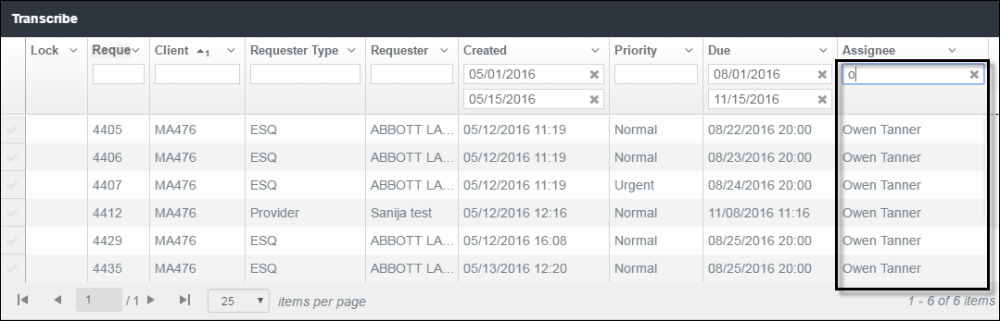 Transcribe
Lock Reque Client 1 Requester Type Requester Created Priority Due Assignee
05/01/2016 08/01/2016 o
05/15/2016 11/15/2016
4405 MA476 ESQ ABBOTT LA... 05/12/2016 11:19 Normal 08/22/2016 20:00 Owen Tanner
4406 MA476 ESQ ABBOTT LA... 05/12/2016 11:19 Normal 08/23/2016 20:00 Owen Tanner
4407 MA476 ESQ ABBOTT LA... 05/12/2016 11:19 Urgent 08/24/2016 20:00 Owen Tanner
4412 MA476 Provider Sanija test 05/12/2016 12:16 Normal 11/08/2016 11:16 Owen Tanner
4429 MA476 ESQ ABBOTT LA... 05/12/2016 16:08 Normal 08/25/2016 20:00 Owen Tanner
4435 MA476 ESQ ABBOTT LA... 05/13/2016 12:20 Normal 08/25/2016 20:00 Owen Tanner
1 / 1 25 items per page 1 - 6 of 6 items